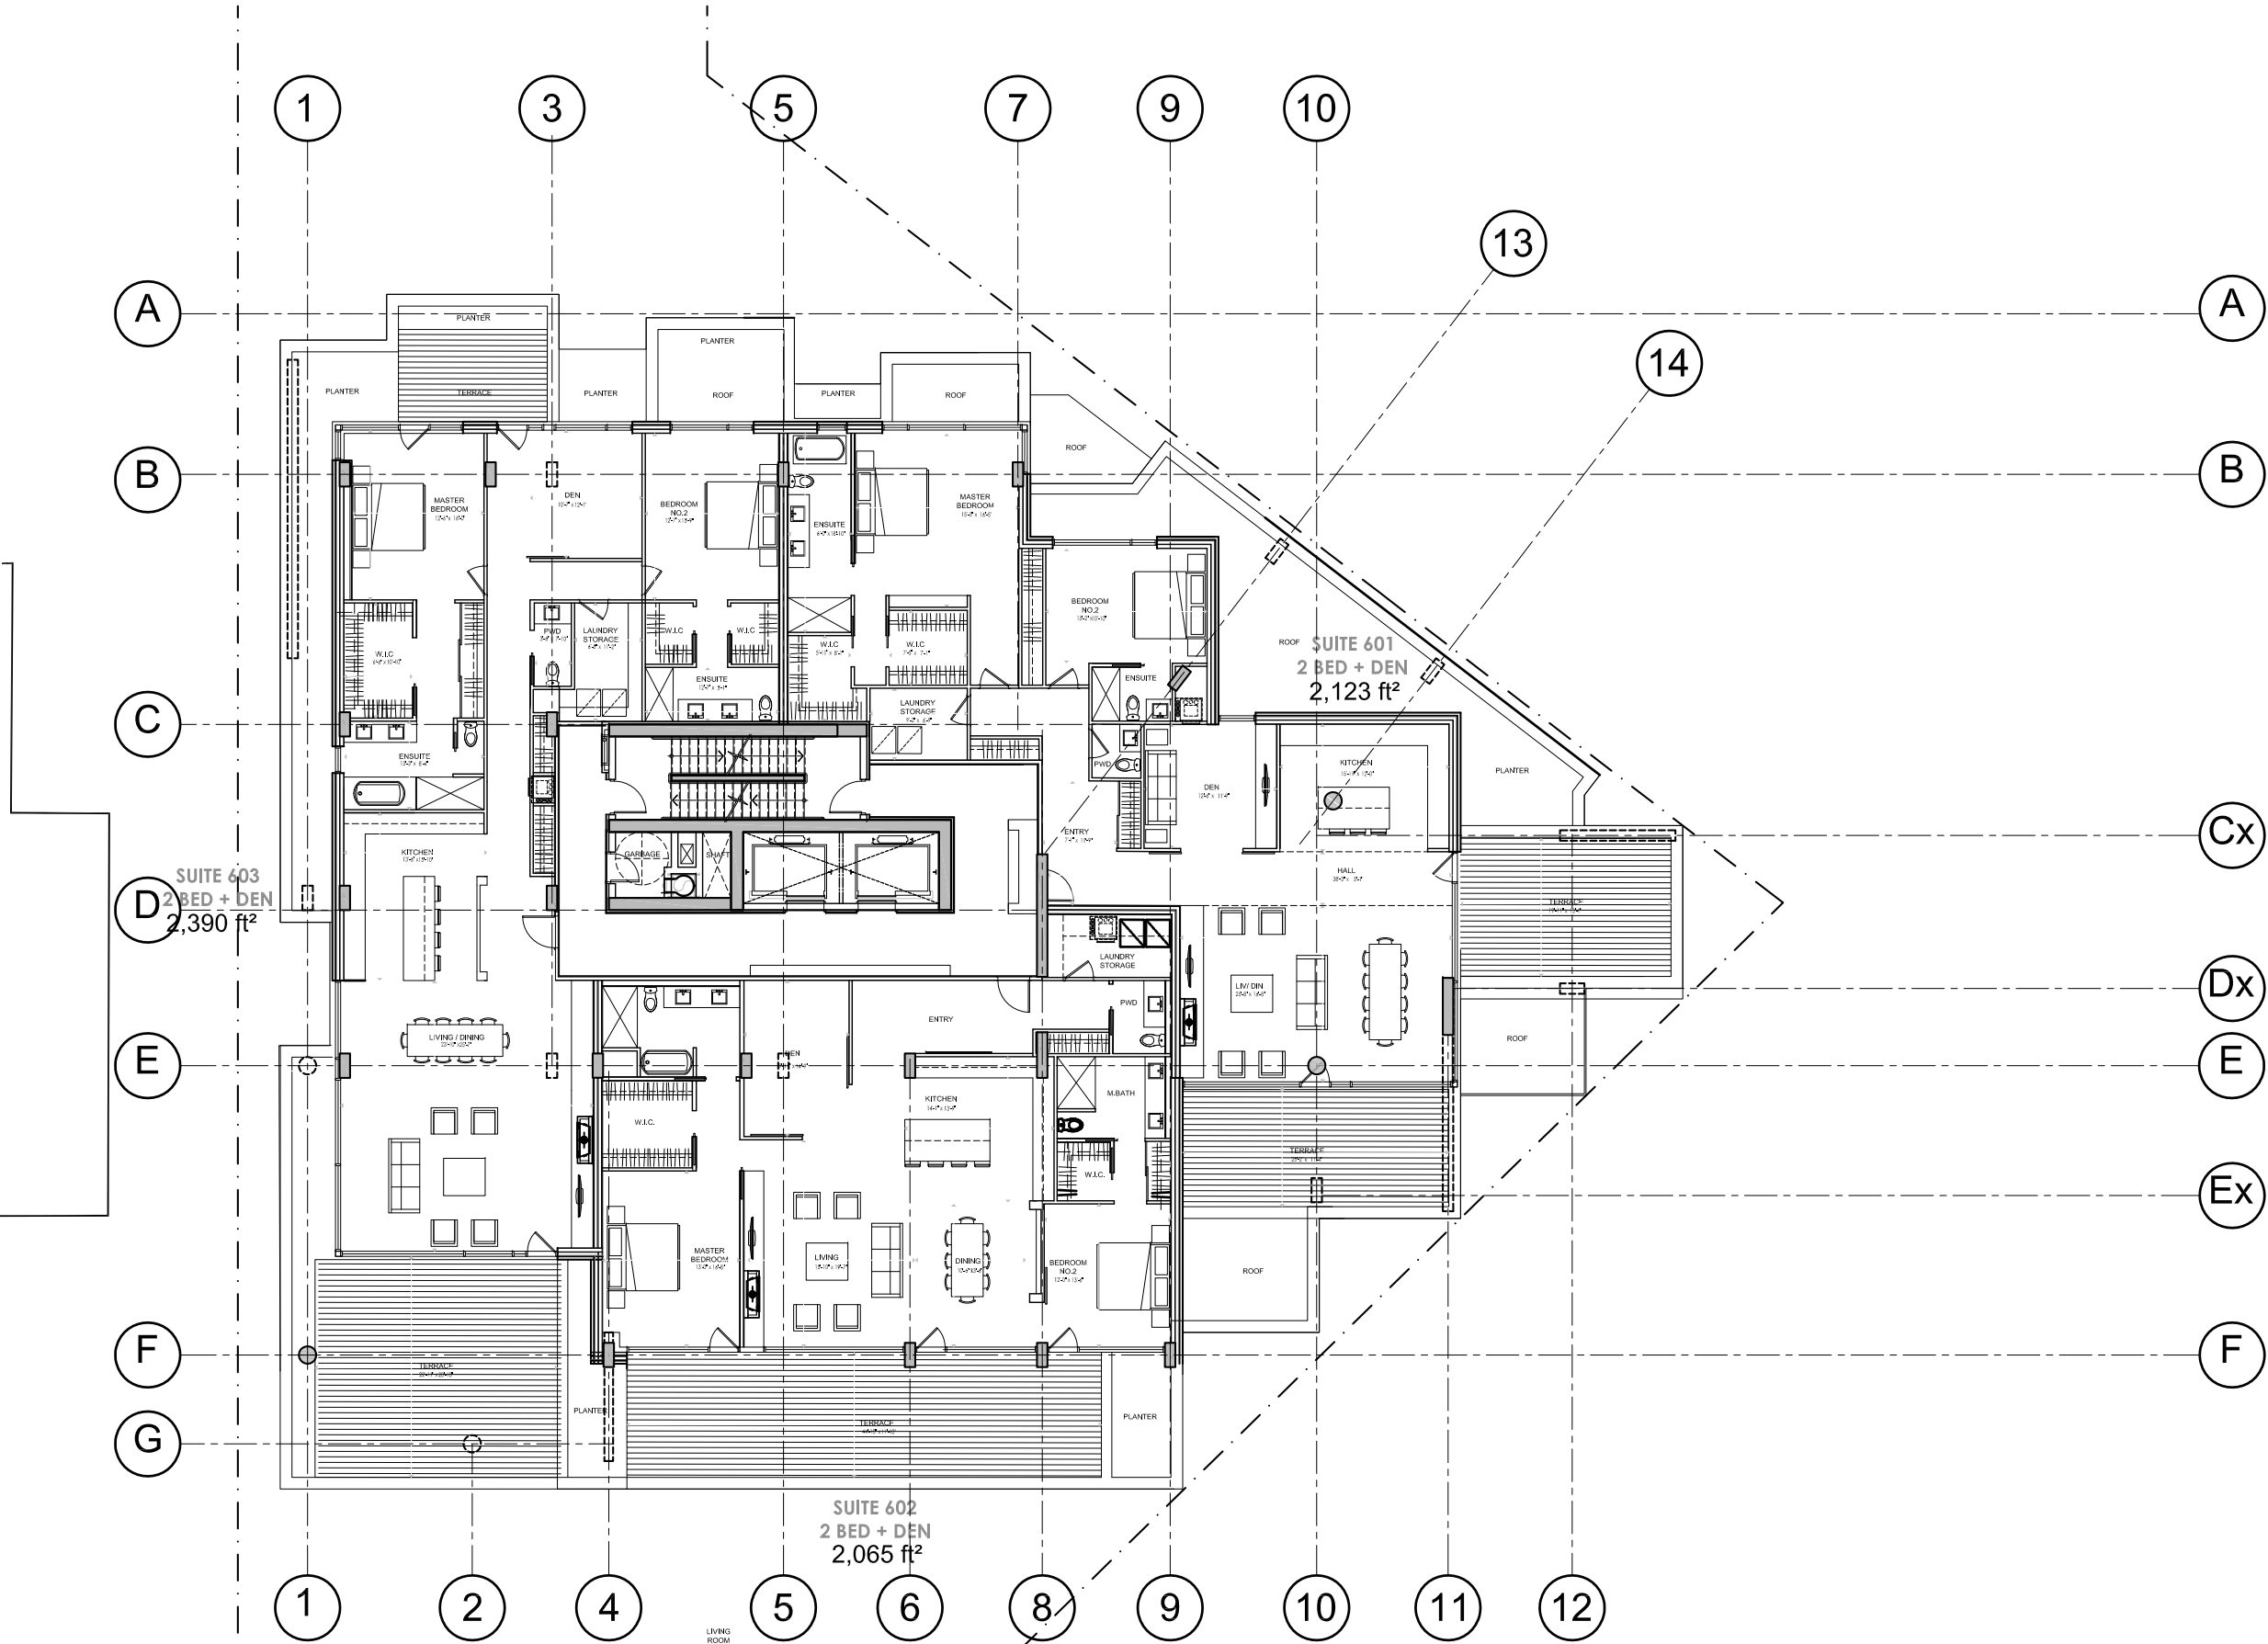 1
3
5
7
9
10
13
14
A
A
PLANTER
PLANTER
PLANTER
TERRACE
PLANTER
ROOF
PLANTER
ROOF
ROOF
B
B
MASTER
BEDROOM
DEN
BEDROOM
NO.2
ENSUITE
MASTER
BEDROOM
BEDROOM
NO.2
PWD
LAUNDRY
STORAGE
W.I.C
W.I.C
W.I.C
W.I.C
W.I.C
ROOF
SUITE 601
2 BED + DEN
2,123 ft²
ENSUITE
ENSUITE
LAUNDRY
STORAGE
C
C
ENSUITE
PWD
KITCHEN
PLANTER
DEN
ENTRY
Cx
KITCHEN
GARBAGE
SHAFT
HALL
SUITE 603
2 BED + DEN
2,390 ft²
D
TERRACE
LAUNDRY
STORAGE
LIV/ DIN
Dx
PWD
ENTRY
LIVING / DINING
ROOF
E
E
DEN
KITCHEN
M.BATH
W.I.C.
TERRACE
W.I.C.
Ex
MASTER
BEDROOM
LIVING
DINING
BEDROOM
NO.2
ROOF
F
F
TERRACE
PLANTER
TERRACE
PLANTER
G
SUITE 602
2 BED + DEN
2,065 ft²
1
2
4
5
6
8
9
10
11
12
LIVING
ROOM